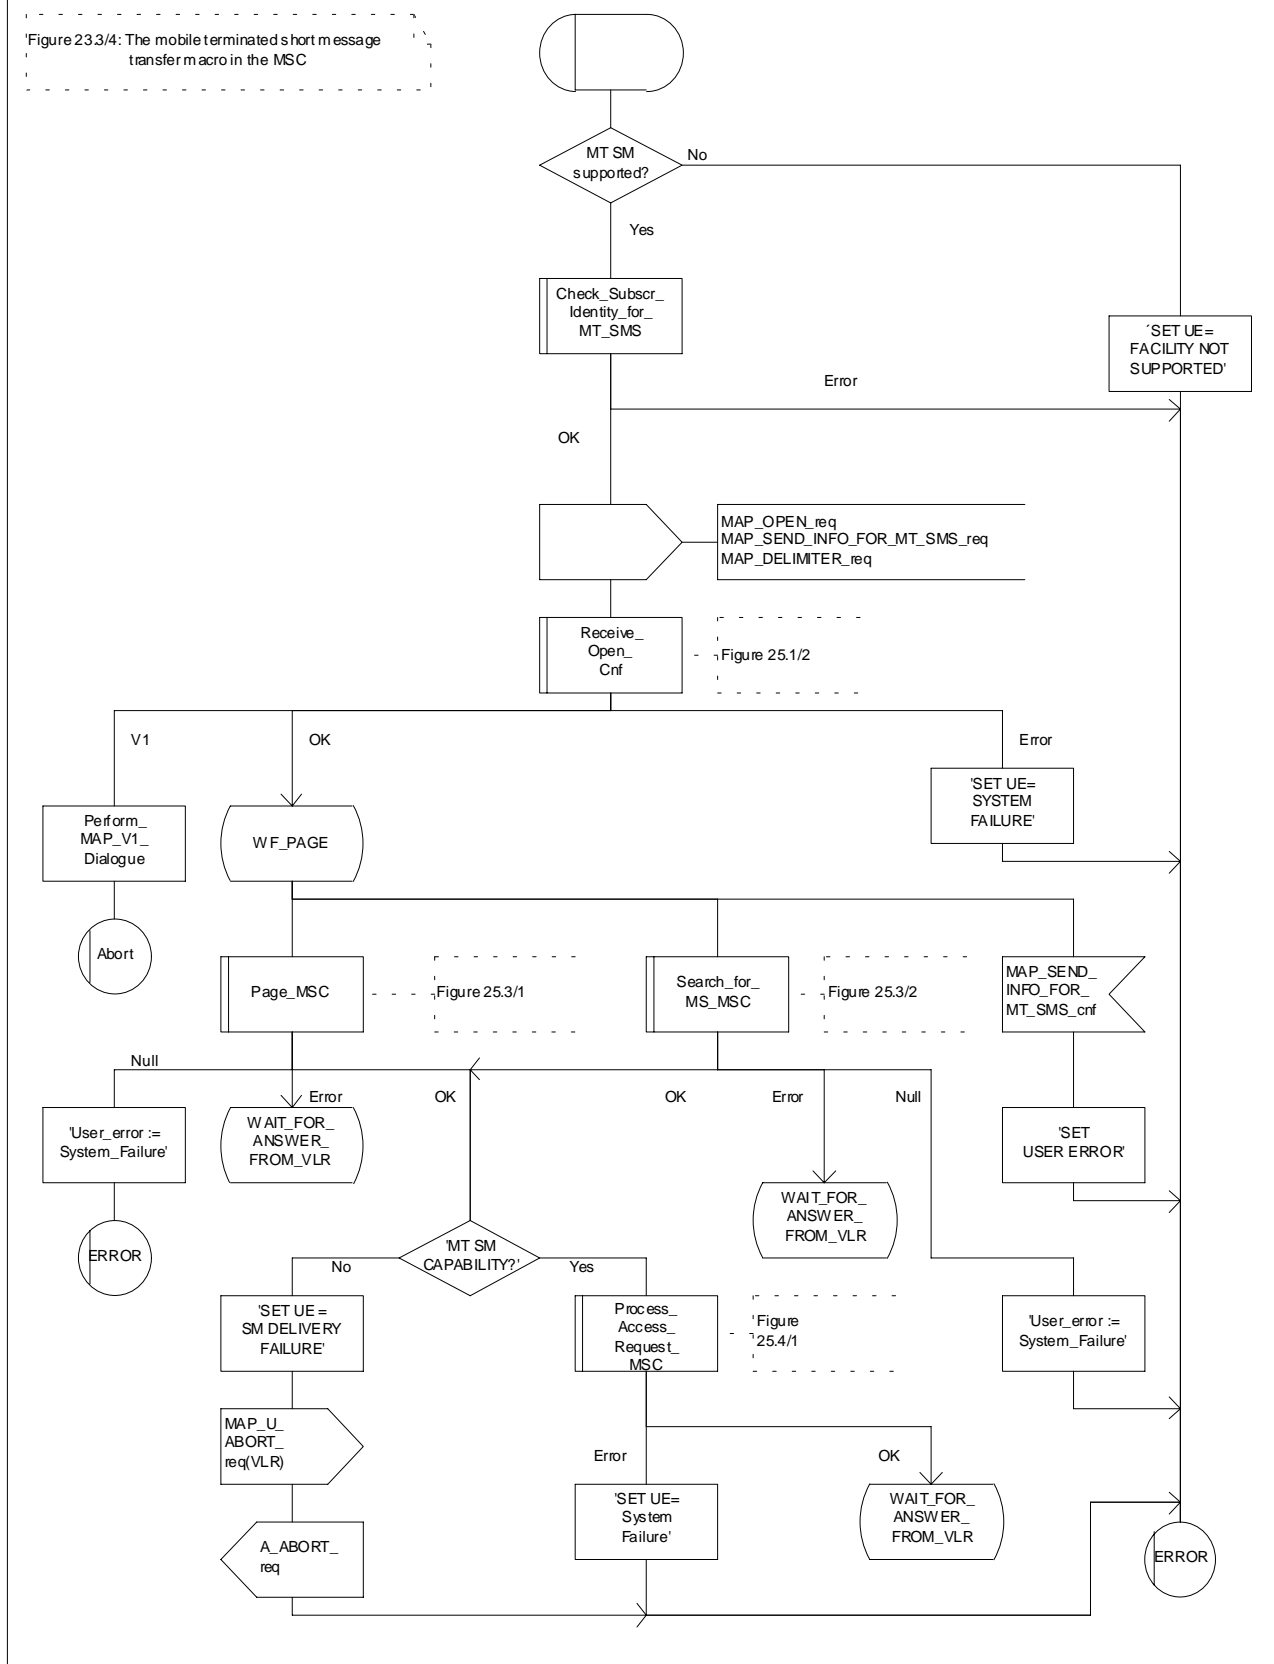 'Figure 23.3/4: The mobile terminated short message '
transfer macro in the MSC
MT SM
supported?
No
Yes
Check_Subscr_
Identity_for_
MT_SMS
´SET UE=
FACILITY NOT
SUPPORTED'
Error
OK
MAP_OPEN_req
MAP_SEND_INFO_FOR_MT_SMS_req
MAP_DELIMITER_req
Receive_
Open_
Cnf
Figure 25.1/2
V1
OK
Error
'SET UE=
SYSTEM
FAILURE'
Perform_
MAP_V1_
Dialogue
WF_PAGE
Abort
Page_MSC
Figure 25.3/1
Search_for_
MS_MSC
Figure 25.3/2
MAP_SEND_
INFO_FOR_
MT_SMS_cnf
Null
Error
OK
OK
Error
Null
'User_error :=
System_Failure'
WAIT_FOR_
ANSWER_
FROM_VLR
'SET
USER ERROR'
WAIT_FOR_
ANSWER_
FROM_VLR
ERROR
'MT SM
CAPABILITY?'
No
Yes
'SET UE =
SM DELIVERY
FAILURE'
Process_
Access_
Request_
MSC
Figure
25.4/1
'User_error :=
System_Failure'
MAP_U_
ABORT_
req(VLR)
Error
OK
'SET UE=
System
Failure'
WAIT_FOR_
ANSWER_
FROM_VLR
A_ABORT_
req
ERROR